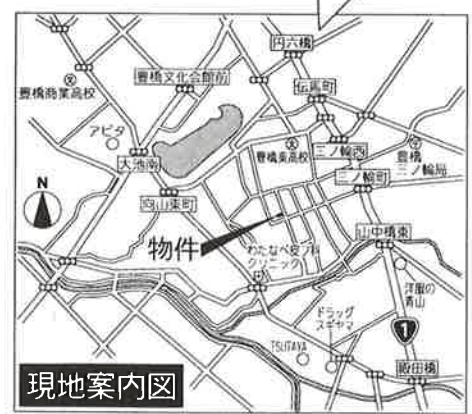 円六橋
豊橋文化会館前
伝馬町
豊橋商業高校
アピタ
大池南
豊橋東高校
三ノ輪西
豊橋
三ノ輪局
三ノ輪町
向山東町
N
物件
わたなべ皮フ科
クリニック
山中橋東
洋服の
青山
ドラッグ
スギヤマ
1
TSUTAYA
飯田橋
現地案内図